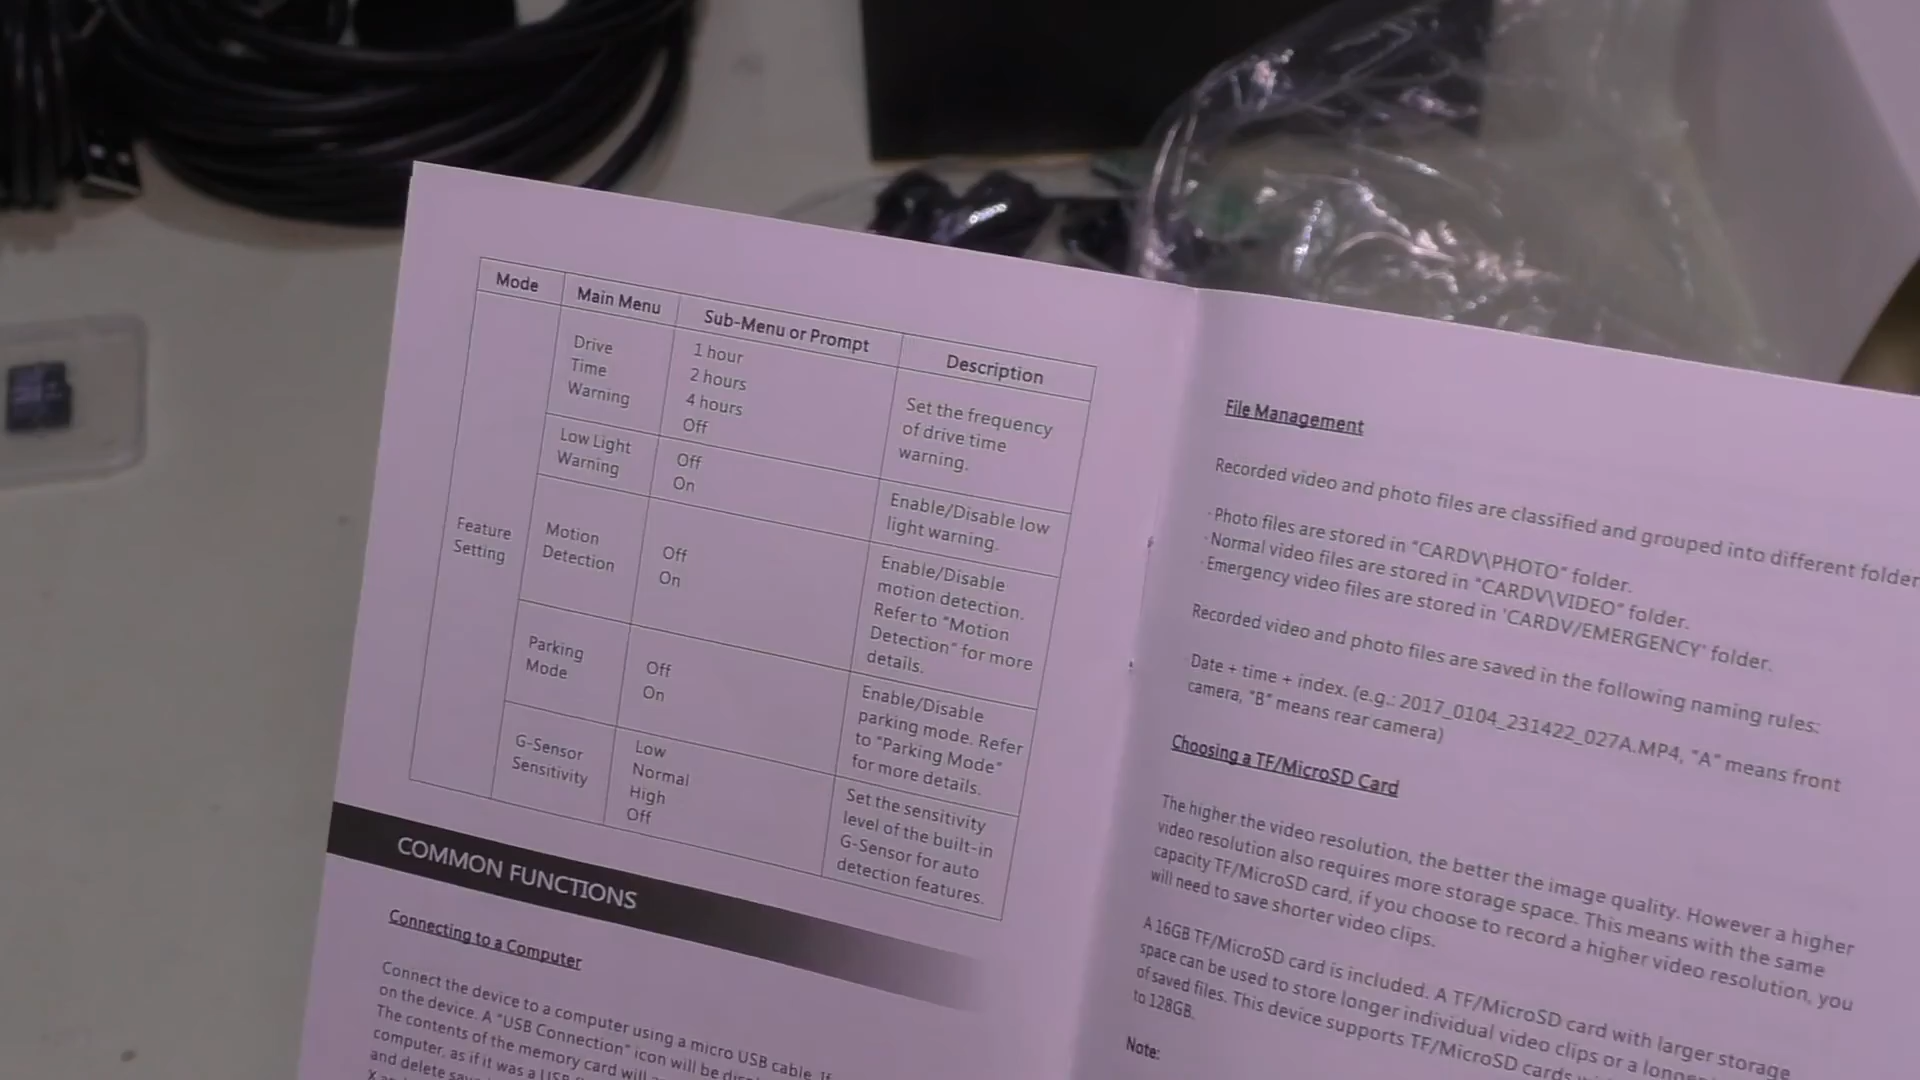 Mode Main Menu Sub-Menu or Prompt Description
Feature
Setting
Drive
Time
Warning
1 hour
2 hours
4 hours
Off
Set the frequency
of drive time
warning.
Low Light
Warning
Off
On
Enable/Disable low
light warning.
Motion
Detection
Off
On
Enable/Disable
motion detection.
Refer to "Motion
Detection" for more
details.
Parking
Mode
Off
On
Enable/Disable
parking mode. Refer
to "Parking Mode"
for more details.
G-Sensor
Sensitivity
Low
Normal
High
Off
Set the sensitivity
level of the built-in
G-Sensor for auto
detection features.
COMMON FUNCTIONS
Connecting to a Computer
Connect the device to a computer using a micro USB cable. If
on the device. A "USB Connection" icon will be
The contents of the memory card will
computer, as if it was a USB
and delete
File Management
Recorded video and photo files are classified and grouped into different folder
· Photo files are stored in "CARDV\PHOTO" folder.
· Normal video files are stored in "CARDV\VIDEO" folder.
· Emergency video files are stored in 'CARDV/EMERGENCY' folder.
Recorded video and photo files are saved in the following naming rules:
Date + time + index. (e.g.: 2017_0104_231422_027A.MP4, "A" means front
camera, "B" means rear camera)
Choosing a TF/MicroSD Card
The higher the video resolution, the better the image quality. However a higher
video resolution also requires more storage space. This means with the same
capacity TF/MicroSD card, if you choose to record a higher video resolution, you
will need to save shorter video clips.
A 16GB TF/MicroSD card is included. A TF/MicroSD card with larger storage
space can be used to store longer individual video clips or a
of saved files. This device supports TF/MicroSD cards
to 128GB.
Note: